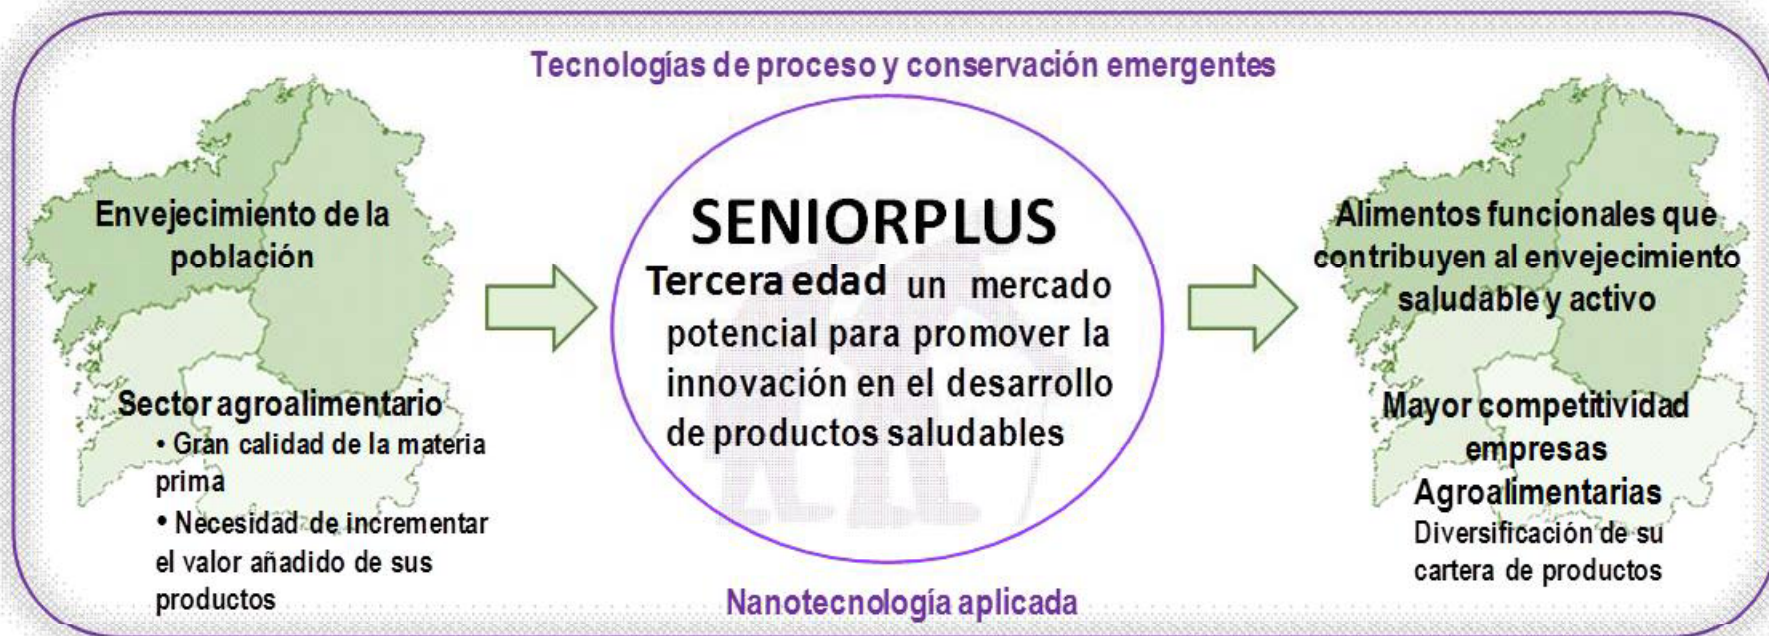 Tecnologías de proceso y conservación emergentes
Envejecimiento de la
población
Sector agroalimentario
• Gran calidad de la materia
prima
• Necesidad de incrementar
el valor añadido de sus
productos
SENIORPLUS
Tercera edad un mercado
potencial para promover la
innovación en el desarrollo
de productos saludables
Alimentos funcionales que
contribuyen al envejecimiento
saludable y activo
Mayor competitividad
empresas
Agroalimentarias
Diversificación de su
cartera de productos
Nanotecnología aplicada